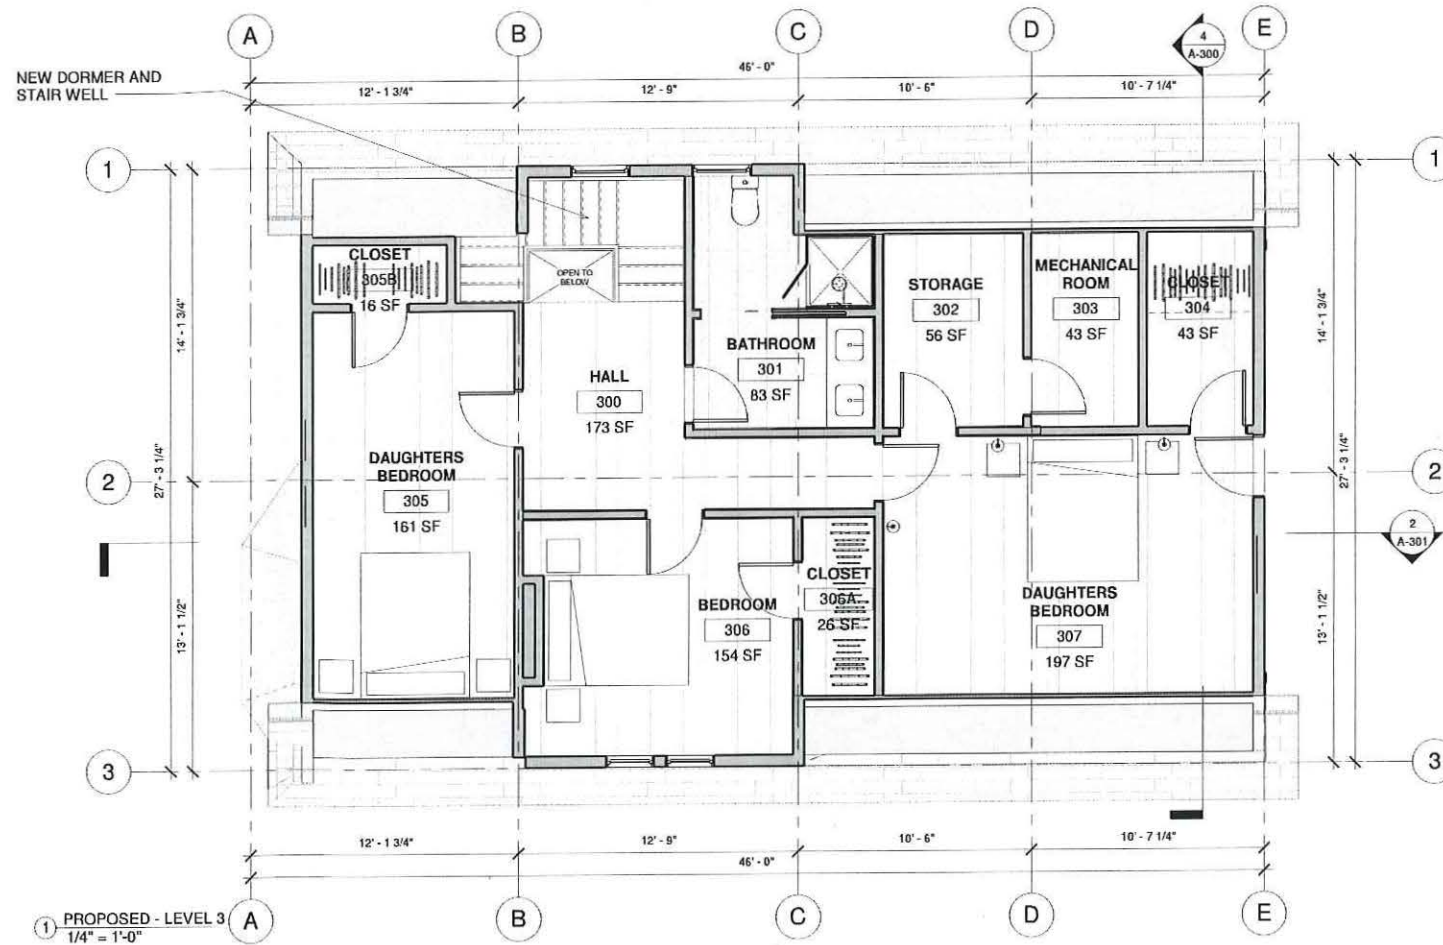 A
B
C
D
E
4
A-300
NEW DORMER AND
STAIR WELL
46' - 0"
12' - 1 3/4"
12' - 9"
10' - 6"
10' - 7 1/4"
1
1
CLOSET
305B
16 SF
OPEN TO
BELOW
STORAGE
302
56 SF
MECHANICAL
ROOM
303
43 SF
CLOSET
304
43 SF
14' - 1 3/4"
14' - 1 3/4"
BATHROOM
301
83 SF
HALL
300
173 SF
DAUGHTERS
BEDROOM
305
161 SF
27' - 3 1/4"
27' - 3 1/4"
2
2
2
A-301
CLOSET
306A
26 SF
BEDROOM
306
154 SF
DAUGHTERS
BEDROOM
307
197 SF
13' - 1 1/2"
13' - 1 1/2"
3
3
12' - 1 3/4"
12' - 9"
10' - 6"
10' - 7 1/4"
46' - 0"
A
B
C
D
E
1
PROPOSED - LEVEL 3
1/4" = 1'-0"